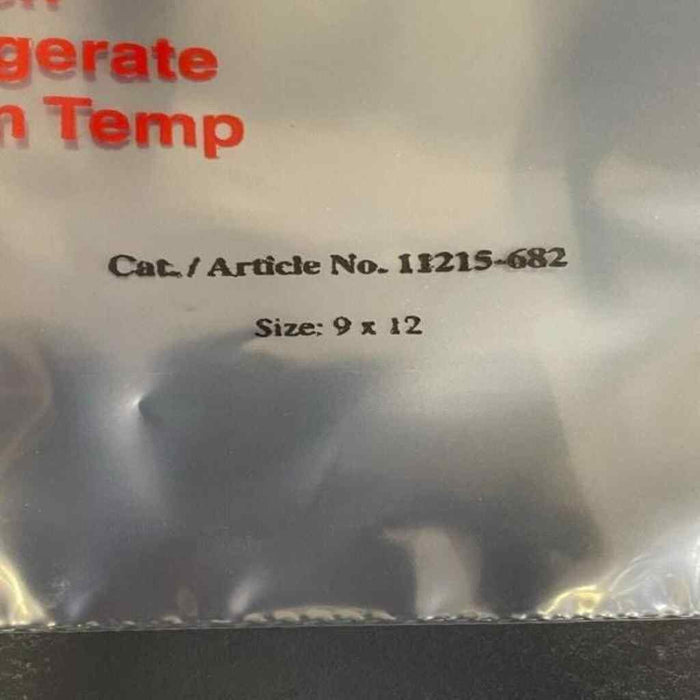 gerate
Temp
Cat. / Article No. 11215-682
Size: 9 x 12